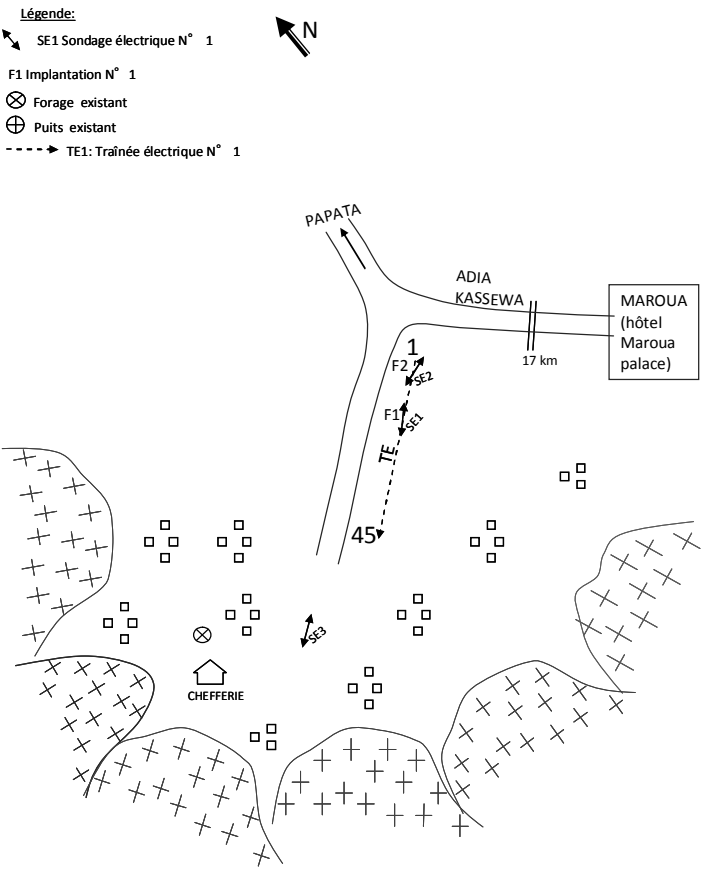 Légende:
SE1 Sondage électrique N° 1
F1 Implantation N° 1
Forage existant
Puits existant
TE1: Traînée électrique N° 1
N
PAPATA
ADIA
KASSEWA
MAROUA
(hôtel
Maroua
palace)
17 km
1
F2
SE2
F1
SE1
TE
45
SE3
CHEFFERIE